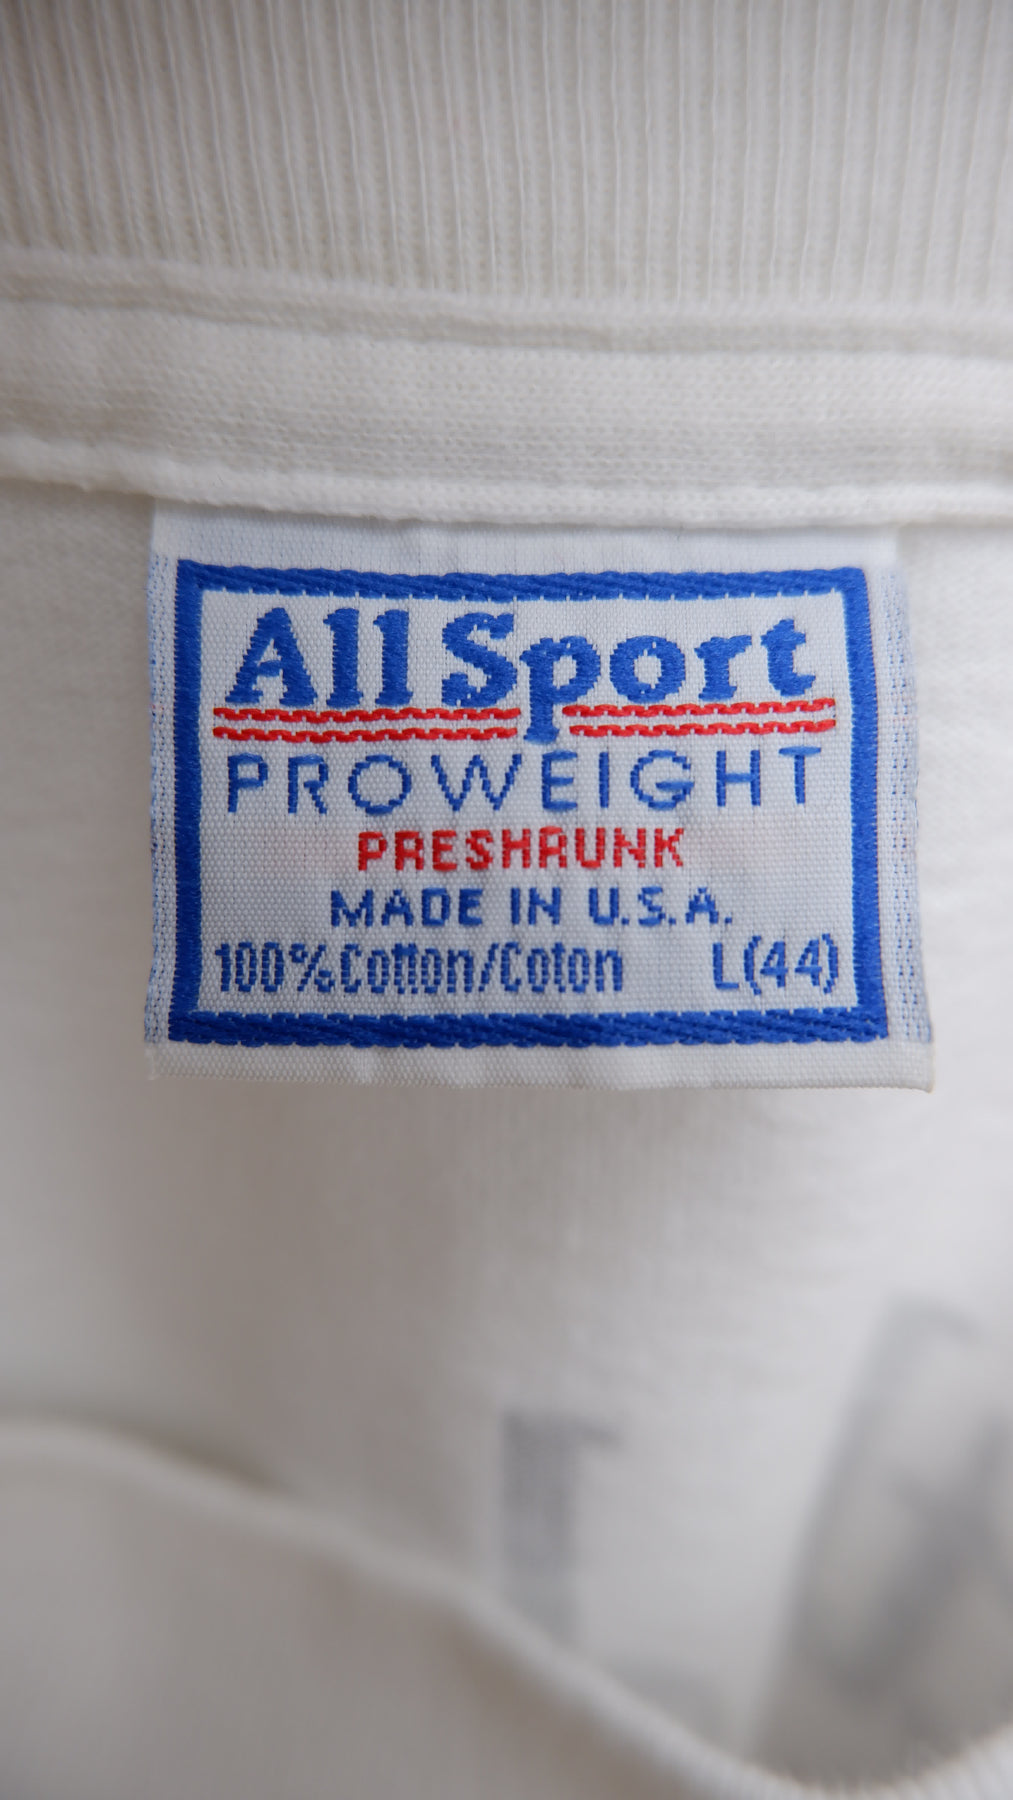 All Sport
PROWEIGHT
PRESHRUNK
MADE IN U.S.A.
100%Cotton/Coton L(44)